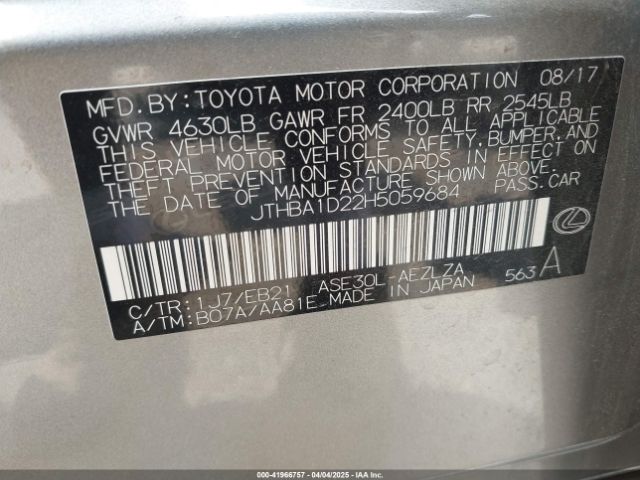 MFD. BY: TOYOTA MOTOR CORPORATION 08/17
GVWR 4630LB GAWR FR 2400LB RR 2545LB
THIS VEHICLE CONFORMS TO ALL APPLICABLE
FEDERAL MOTOR VEHICLE SAFETY, BUMPER, AND
THEFT PREVENTION STANDARDS IN EFFECT ON
THE DATE OF MANUFACTURE SHOWN ABOVE.
JTHBA1D22H5059684 PASS.CAR
C/TR: 1J7/EB21 ASE30L-AEZLZA 563 A
A/TM: B07A/AA81E MADE IN JAPAN
000-41966757 04/04/2025 IAAI.COM